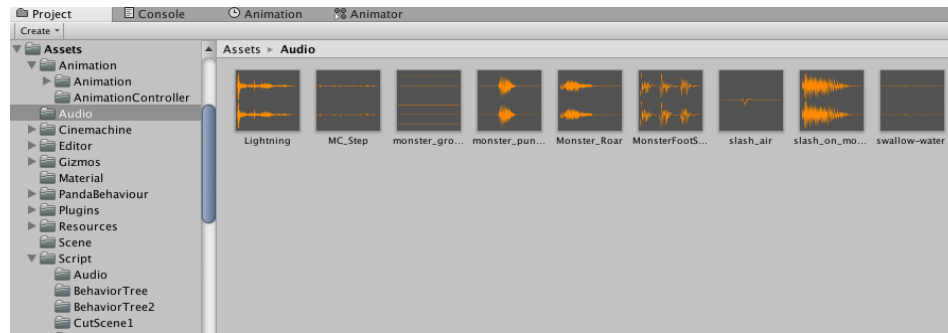 Project Console Animation Animator
Create
Assets
Animation
Animation
AnimationController
Audio
Cinemachine
Editor
Gizmos
Material
PandaBehaviour
Plugins
Resources
Scene
Script
Audio
BehaviorTree
BehaviorTree2
CutScene1
Assets Audio
Lightning MC_Step monster_gro... monster_pun... Monster_Roar MonsterFootS... slash_air slash_on_mo... swallow-water